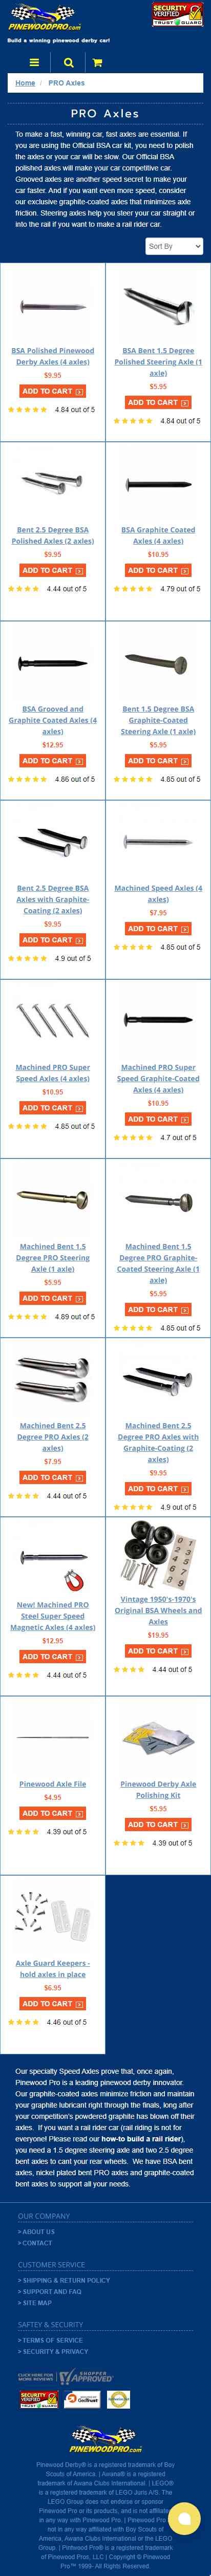 PINEWOODPRO.COM
Build a winning pinewood derby car!
SECURITY VERIFIED
Home / PRO Axles
PRO Axles
To make a fast, winning car, fast axles are essential. If
you are using the Official BSA car kit, you need to polish
the axles or your car will be slow. Our Official BSA
polished axles will make your car competitive car.
Grooved axles are another speed secret to make your
car fast. And if you want even more speed, consider
our exclusive graphite-coated axles that minimizes axle
friction. Steering axles help you steer your car straight or
into the rail if you want to make a rail rider car.
Sort By
BSA Polished Pinewood
Derby Axles (4 axles)
$9.95
ADD TO CART
4.84 out of 5
BSA Bent 1.5 Degree
Polished Steering Axle (1
axle)
$5.95
ADD TO CART
4.84 out of 5
Bent 2.5 Degree BSA
Polished Axles (2 axles)
$9.95
ADD TO CART
4.44 out of 5
BSA Graphite Coated
Axles (4 axles)
$10.95
ADD TO CART
4.79 out of 5
BSA Grooved and
Graphite Coated Axles (4
axles)
$12.95
ADD TO CART
4.86 out of 5
Bent 1.5 Degree BSA
Graphite-Coated
Steering Axle (1 axle)
$5.95
ADD TO CART
4.85 out of 5
Bent 2.5 Degree BSA
Axles with Graphite-
Coating (2 axles)
$9.95
ADD TO CART
4.9 out of 5
Machined Speed Axles (4
axles)
$7.95
ADD TO CART
4.85 out of 5
Machined PRO Super
Speed Axles (4 axles)
$10.95
ADD TO CART
4.85 out of 5
Machined PRO Super
Speed Graphite-Coated
Axles (4 axles)
$10.95
ADD TO CART
4.7 out of 5
Machined Bent 1.5
Degree PRO Steering
Axle (1 axle)
$5.95
ADD TO CART
4.89 out of 5
Machined Bent 1.5
Degree PRO Graphite-
Coated Steering Axle (1
axle)
$5.95
ADD TO CART
4.85 out of 5
Machined Bent 2.5
Degree PRO Axles (2
axles)
$7.95
ADD TO CART
4.44 out of 5
Machined Bent 2.5
Degree PRO Axles with
Graphite-Coating (2
axles)
$9.95
ADD TO CART
4.9 out of 5
New! Machined PRO
Steel Super Speed
Magnetic Axles (4 axles)
$12.95
ADD TO CART
4.44 out of 5
Vintage 1950's-1970's
Original BSA Wheels and
Axles
$19.95
ADD TO CART
4.44 out of 5
Pinewood Axle File
$4.95
ADD TO CART
4.39 out of 5
Pinewood Derby Axle
Polishing Kit
$5.95
ADD TO CART
4.39 out of 5
Axle Guard Keepers -
hold axles in place
$6.95
ADD TO CART
4.46 out of 5
Our specialty Speed Axles prove that, once again,
Pinewood Pro is a leading pinewood derby innovator.
Our graphite-coated axles minimize friction and maintain
your graphite lubricant right through the finals, long after
your competition's powdered graphite has blown off their
axles. If you want a rail rider car (rail riding is not for
everyone) Please read our how-to build a rail rider),
you need a 1.5 degree steering axle and two 2.5 degree
bent axles to cant your rear wheels. We have BSA bent
axles, nickel plated bent PRO axles and graphite-coated
bent axles to support all your needs.
OUR COMPANY
> ABOUT US
> CONTACT
CUSTOMER SERVICE
> SHIPPING & RETURN POLICY
> SUPPORT AND FAQ
> SITE MAP
SAFTEY & SECURITY
> TERMS OF SERVICE
> SECURITY & PRIVACY
CLICK HERE FOR MORE REVIEWS
SHOPPER APPROVED
SECURITY VERIFIED
GoDaddy
PINEWOODPRO.COM
Pinewood Derby® is a registered trademark of Boy
Scouts of America. | Awana® is a registered
trademark of Awana Clubs International. | LEGO®
is a registered trademark of LEGO Juris A/S. The
LEGO Group does not endorse or sponsor
Pinewood Pro or its products, and is not affiliated
in any way with Pinewood Pro. | Pinewood Pro is
not in any way affiliated with Boy Scouts of
America, Awana Clubs International or the LEGO
Group. | Pinewood Pro® is a registered trademark
of Pinewood Pros, LLC | Copyright © Pinewood
Pro™ 1999- All Rights Reserved.